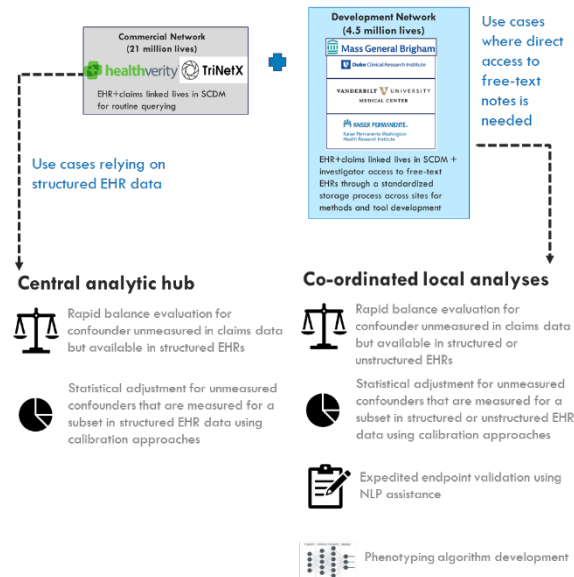 Commercial Network
(21 million lives)
healthverity TriNetX
EHR+claims linked lives in SCDM
for routine querying
Development Network
(4.5 million lives)
Mass General Brigham
Duke Clinical Research Institute
VANDERBILT UNIVERSITY
MEDICAL CENTER
KAISER PERMANENTE®
Kaiser Permanente Washington
Health Research Institute
EHR+claims linked lives in SCDM +
investigator access to free-text
EHRs through a standardized
storage process across sites for
methods and tool development
Use cases
where direct
access to
free-text
notes is
needed
Use cases relying on
structured EHR data
Central analytic hub
Rapid balance evaluation for
confounder unmeasured in claims data
but available in structured EHRs
Statistical adjustment for unmeasured
confounders that are measured for a
subset in structured EHR data using
calibration approaches
Co-ordinated local analyses
Rapid balance evaluation for
confounder unmeasured in claims data
but available in structured or
unstructured EHRs
Statistical adjustment for unmeasured
confounders that are measured for a
subset in structured or unstructured EHR
data using calibration approaches
Expedited endpoint validation using
NLP assistance
Phenotyping algorithm development